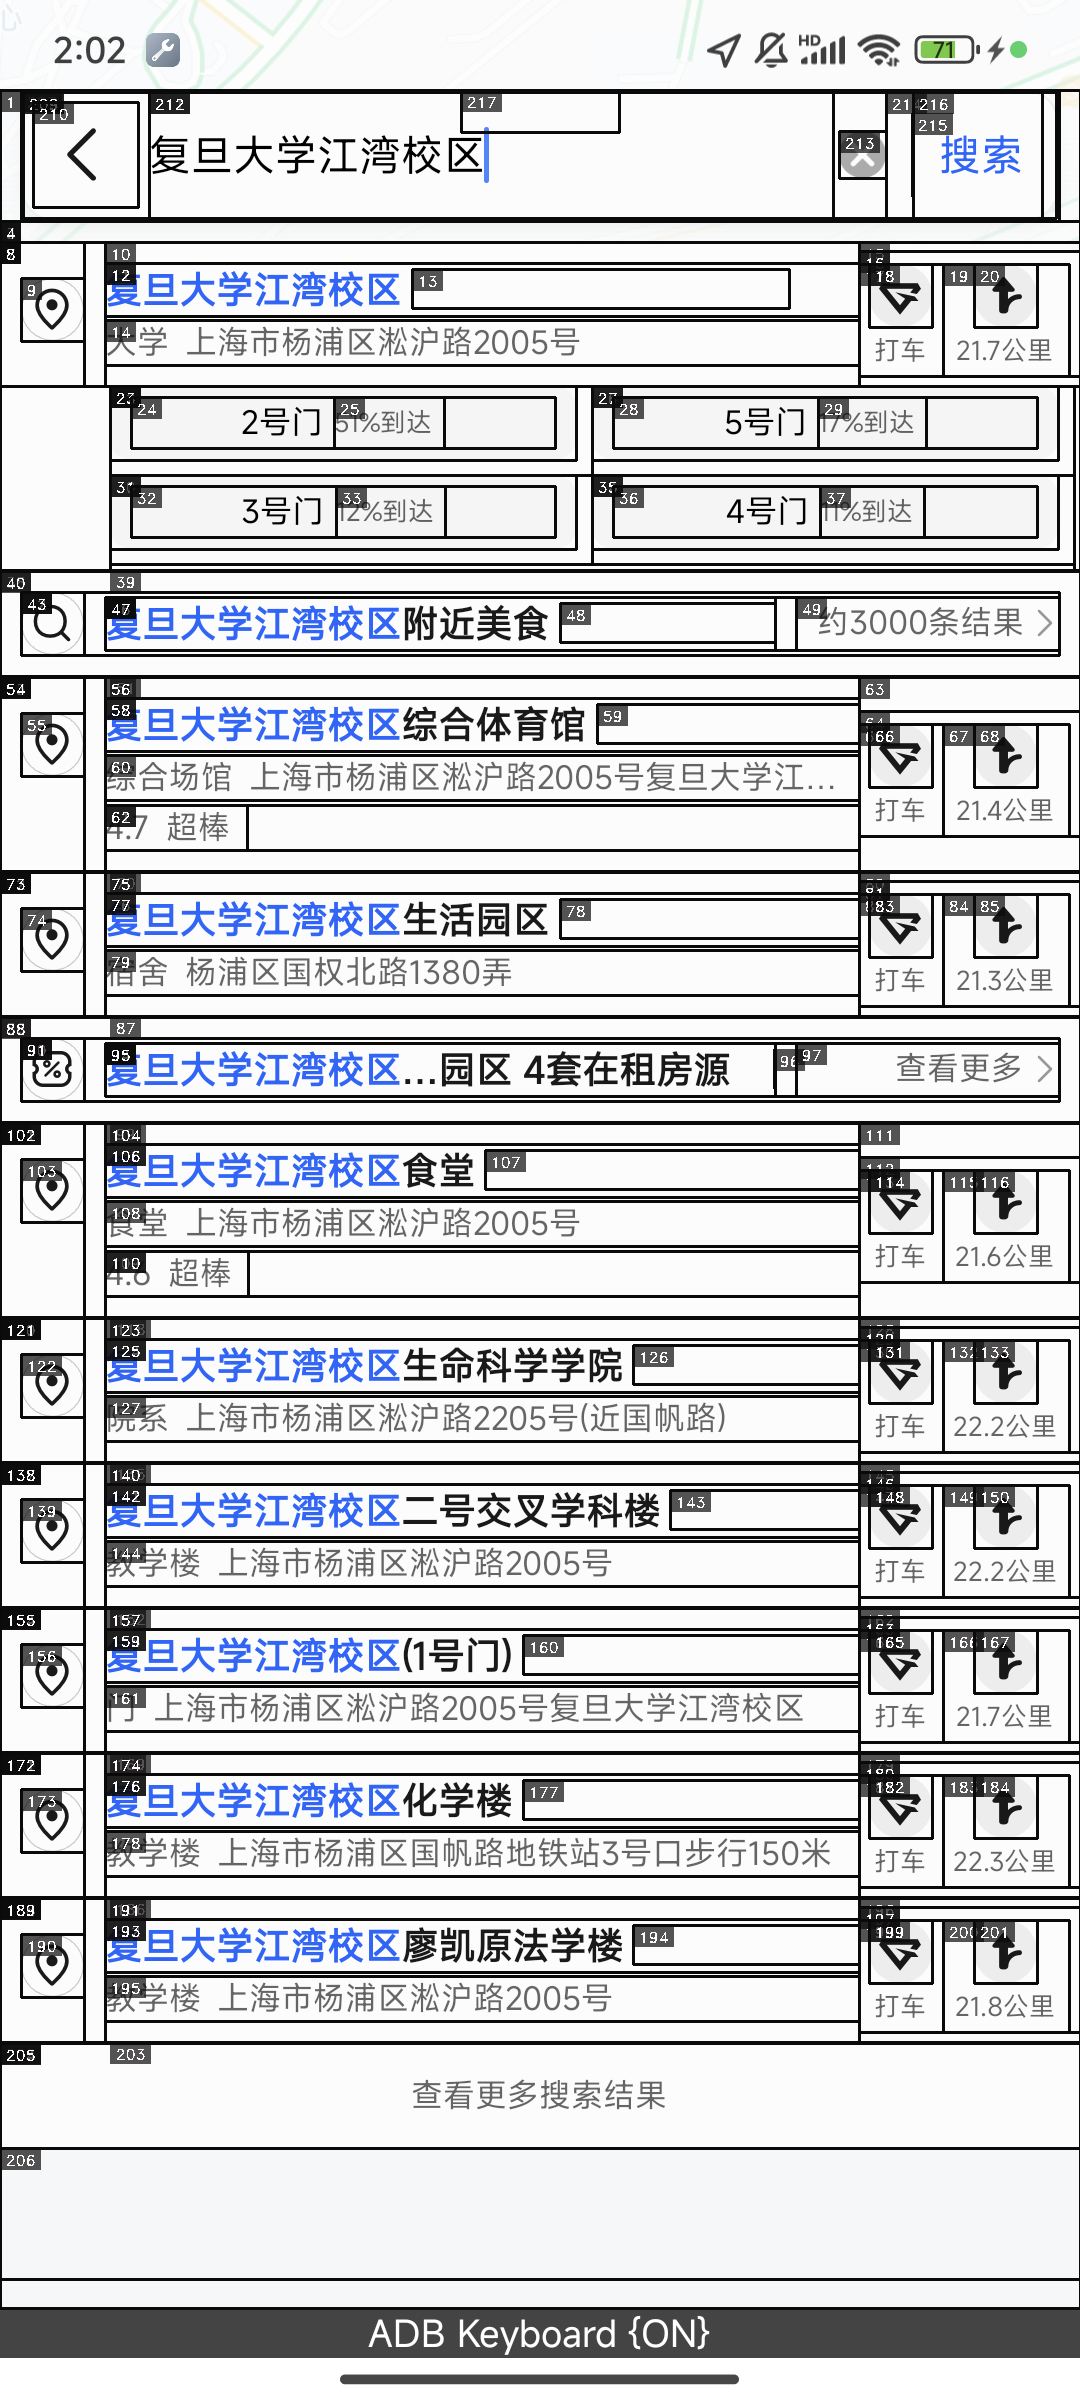 2:02
HD
71
复旦大学江湾校区
搜索
复旦大学江湾校区
大学 上海市杨浦区淞沪路2005号
打车
21.7公里
2号门 51%到达
5号门 17%到达
3号门 12%到达
4号门 11%到达
复旦大学江湾校区附近美食
约3000条结果
复旦大学江湾校区综合体育馆
综合场馆 上海市杨浦区淞沪路2005号复旦大学江...
4.7 超棒
打车
21.4公里
复旦大学江湾校区生活园区
宿舍 杨浦区国权北路1380弄
打车
21.3公里
复旦大学江湾校区...园区 4套在租房源
查看更多
复旦大学江湾校区食堂
食堂 上海市杨浦区淞沪路2005号
4.6 超棒
打车
21.6公里
复旦大学江湾校区生命科学学院
院系 上海市杨浦区淞沪路2205号(近国帆路)
打车
22.2公里
复旦大学江湾校区二号交叉学科楼
教学楼 上海市杨浦区淞沪路2005号
打车
22.2公里
复旦大学江湾校区(1号门)
门 上海市杨浦区淞沪路2005号复旦大学江湾校区
打车
21.7公里
复旦大学江湾校区化学楼
教学楼 上海市杨浦区国帆路地铁站3号口步行150米
打车
22.3公里
复旦大学江湾校区廖凯原法学楼
教学楼 上海市杨浦区淞沪路2005号
打车
21.8公里
查看更多搜索结果
ADB Keyboard {ON}